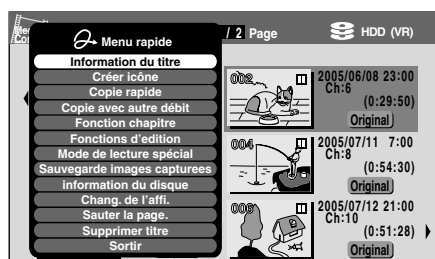 Menu rapide
/ 2 Page
HDD (VR)
Information du titre
Créer icône
Copie rapide
Copie avec autre débit
Fonction chapitre
Fonctions d'edition
Mode de lecture spécial
Sauvegarde images capturees
information du disque
Chang. de l'affi.
Sauter la page.
Supprimer titre
Sortir
002
2005/06/08 23:00
Ch:6
(0:29:50)
Original
004
2005/07/11 7:00
Ch:8
(0:54:30)
Original
006
2005/07/12 21:00
Ch:10
(0:51:28)
Original